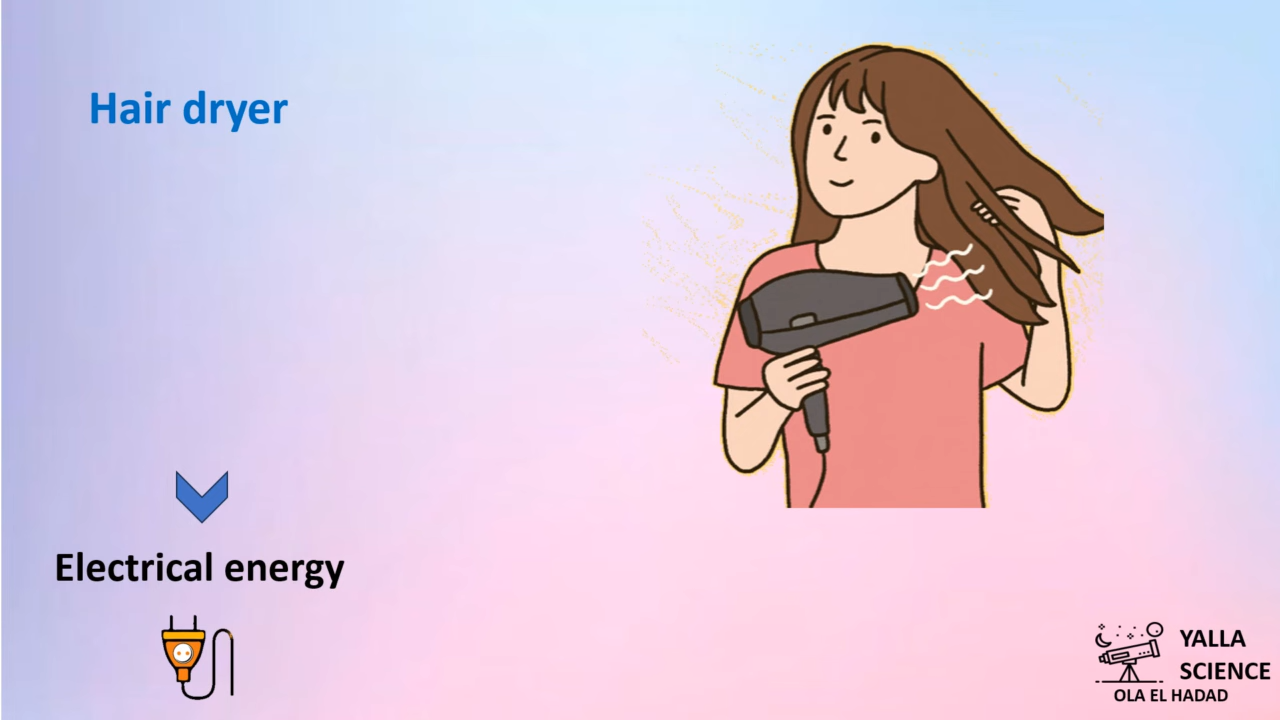 Hair dryer
Electrical energy
YALLA
SCIENCE
OLA EL HADAD